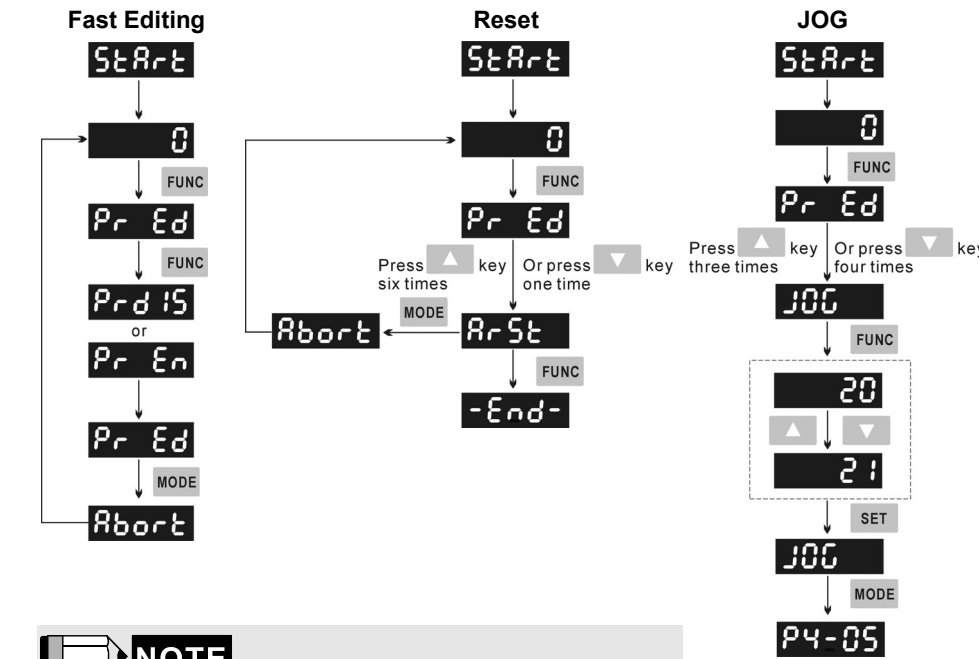 Fast Editing
StArt
0
FUNC
Pr Ed
FUNC
PrdIS
or
Pr En
Pr Ed
MODE
Abort
Reset
StArt
0
FUNC
Pr Ed
Press key
six times
Or press key
one time
MODE
Abort
ArSt
FUNC
-End-
JOG
StArt
0
FUNC
Pr Ed
Press key
three times
Or press key
four times
JOG
FUNC
20
21
SET
JOG
MODE
P4-05
NOTE